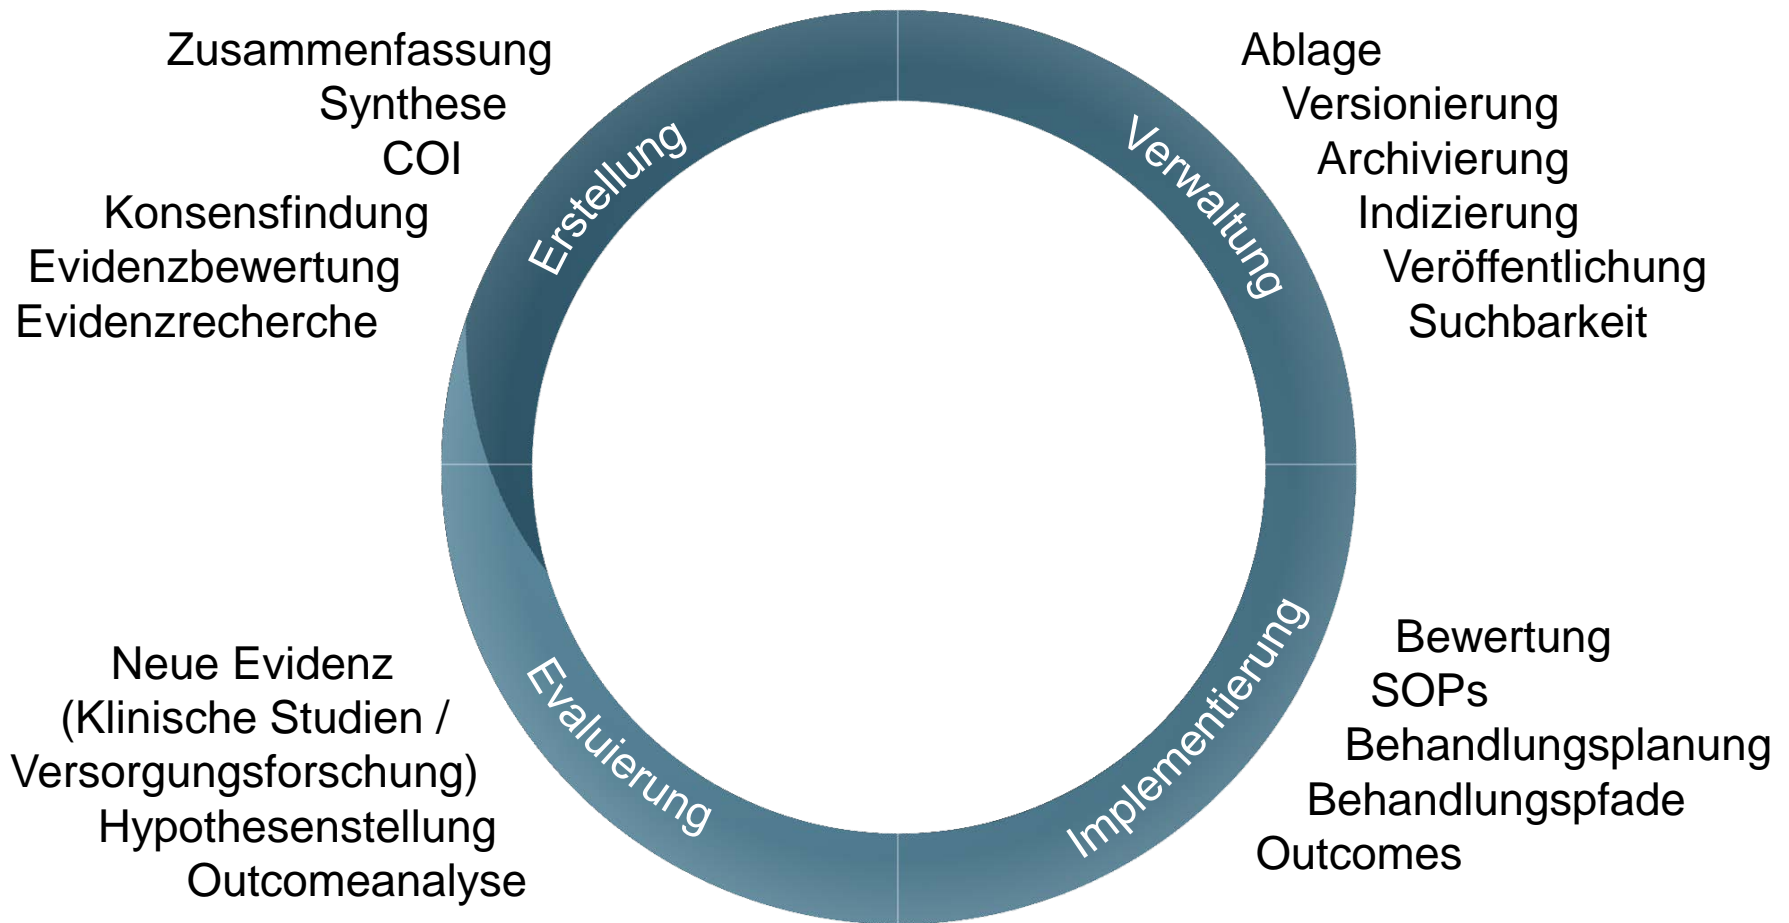 Zusammenfassung
Synthese
COI
Konsensfindung
Evidenzbewertung
Evidenzrecherche
Erstellung
Verwaltung
Ablage
Versionierung
Archivierung
Indizierung
Veröffentlichung
Suchbarkeit
Neue Evidenz
(Klinische Studien /
Versorgungsforschung)
Hypothesenstellung
Outcomeanalyse
Evaluierung
Implementierung
Bewertung
SOPs
Behandlungsplanung
Behandlungspfade
Outcomes